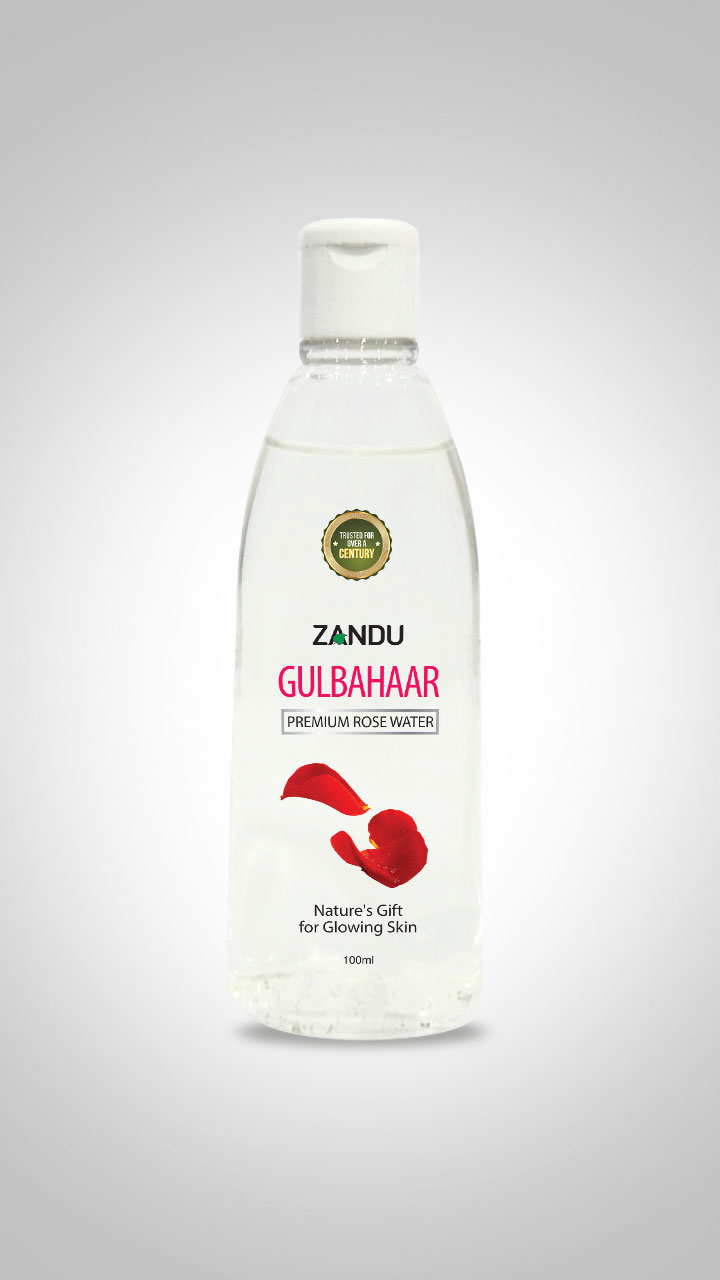 TRUSTED FOR
OVER A
CENTURY
ZANDU
GULBAHAAR
PREMIUM ROSE WATER
Nature's Gift
for Glowing Skin
100ml